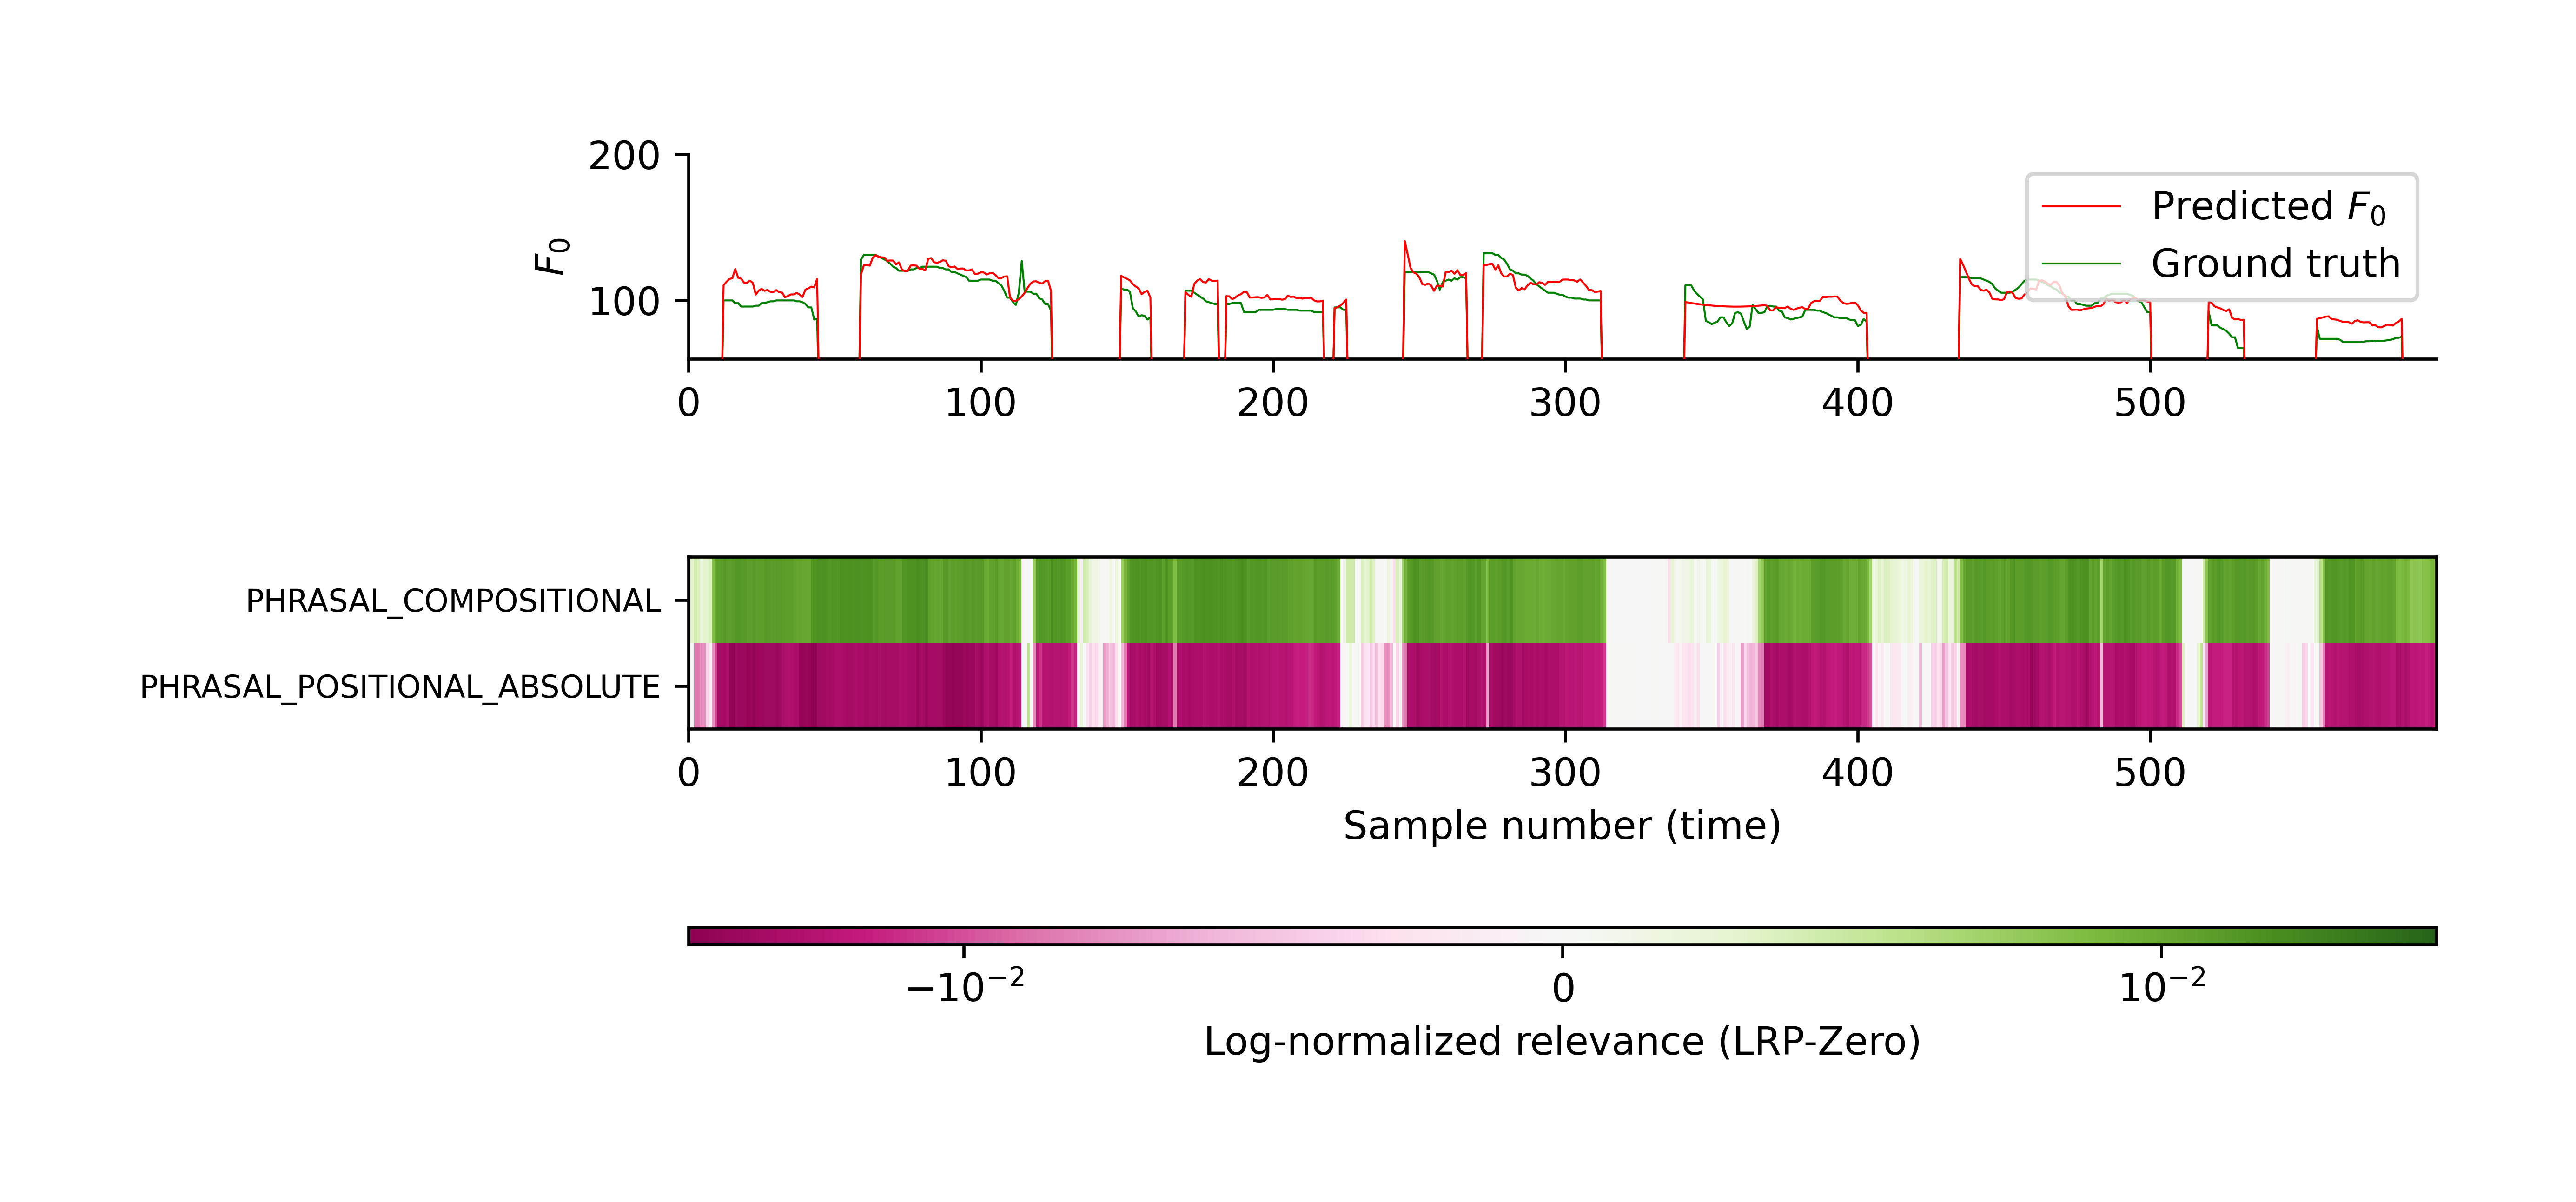 200
100
F0
Predicted F0
Ground truth
0 100 200 300 400 500
PHRASAL_COMPOSITIONAL
PHRASAL_POSITIONAL_ABSOLUTE
0 100 200 300 400 500
Sample number (time)
−10⁻² 0 10⁻²
Log-normalized relevance (LRP-Zero)